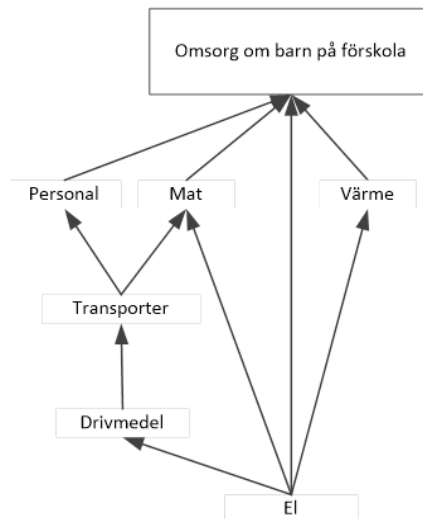 Omsorg om barn på förskola
Personal
Mat
Värme
Transporter
Drivmedel
El